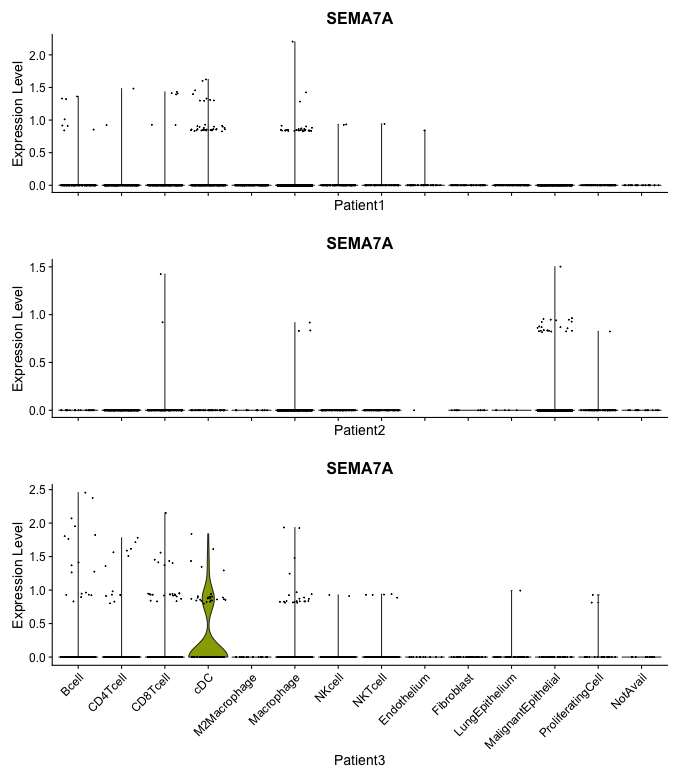 SEMA7A
Expression Level
2.0
1.5
1.0
0.5
0.0
Patient1
SEMA7A
Expression Level
1.5
1.0
0.5
0.0
Patient2
SEMA7A
Expression Level
2.5
2.0
1.5
1.0
0.5
0.0
Bcell
CD4Tcell
CD8Tcell
cDC
M2Macrophage
Macrophage
NKcell
NKTcell
Endothelium
Fibroblast
LungEpithelium
MalignantEpithelial
ProliferatingCell
NotAvail
Patient3